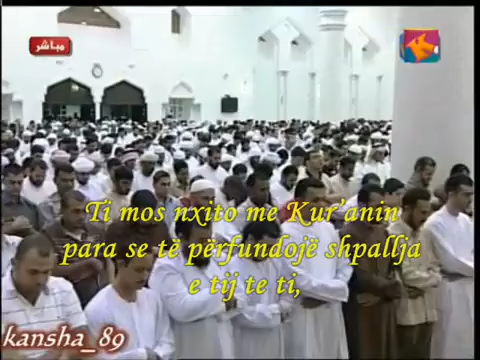 مباشر
Ti mos nxito me Kur'anin
para se të përfundojë shpallja
e tij te ti,
kansha_89